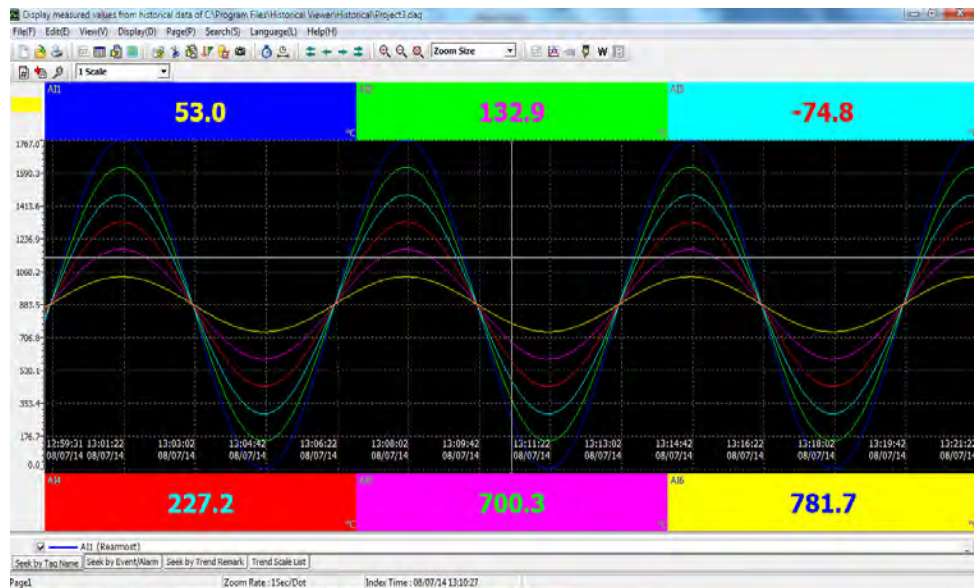 Display measured values from historical data of C:\Program Files\Historical Viewer\Historical\Project3.daq
File(F) Edit(E) View(V) Display(D) Page(P) Search(S) Language(L) Help(H)
Zoom Size W
1 Scale
AI1 AI2 AI3
53.0 132.9 -74.8
°C °C
1767.0
1590.3
1413.6
1236.9
1060.2
883.5
706.8
530.1
353.4
176.7
12:59:31 13:01:22 13:03:02 13:04:42 13:06:22 13:08:02 13:09:42 13:11:22 13:13:02 13:14:42 13:16:22 13:18:02 13:19:42 13:21:22
08/07/14 08/07/14 08/07/14 08/07/14 08/07/14 08/07/14 08/07/14 08/07/14 08/07/14 08/07/14 08/07/14 08/07/14 08/07/14 08/07/14
0.0
AI4 AI5 AI6
227.2 700.3 781.7
°C °C
AI1 (Rearmost)
Seek by Tag Name Seek by Event/Alarm Seek by Trend Remark Trend Scale List
Page1 Zoom Rate : 1Sec/Dot Index Time : 08/07/14 13:10:27